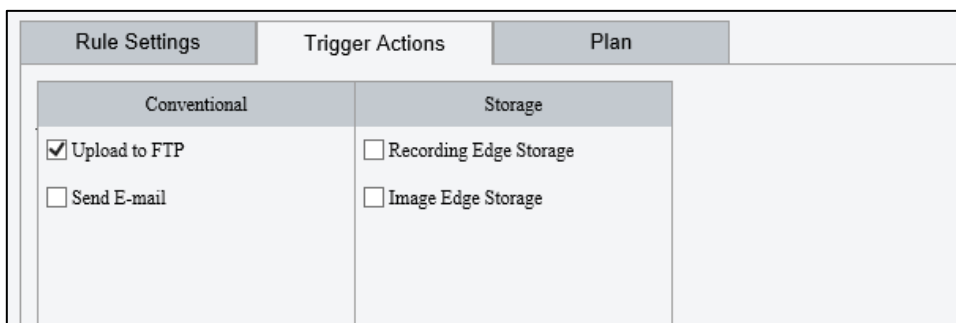 Rule Settings Trigger Actions Plan
Conventional Storage
Upload to FTP Recording Edge Storage
Send E-mail Image Edge Storage